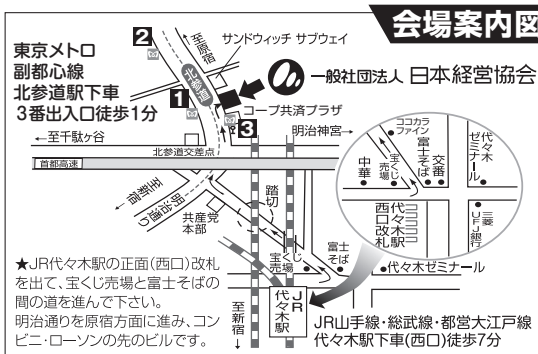 会場案内図
東京メトロ
副都心線
北参道駅下車
3番出入口徒歩1分
2
至原宿
サンドウィッチ サブウェイ
北参道
一般社団法人 日本経営協会
1
コープ共済プラザ
3
←至千駄ヶ谷
明治神宮→
北参道交差点
首都高速
至新宿
明治通り
共産党
本部
踏切
宝くじ
売場
富士
そば
代々木ゼミナール
JR
代々木駅
至新宿
ココカラ
ファイン
中華
宝くじ
売場
富士そば
交番
代々木
ゼミナール
代々木駅
西口改札
三菱
UFJ
銀行
★JR代々木駅の正面(西口)改札
を出て、宝くじ売場と富士そばの
間の道を進んで下さい。
明治通りを原宿方面に進み、コン
ビニ・ローソンの先のビルです。
JR山手線・総武線・都営大江戸線
代々木駅下車(西口)徒歩7分